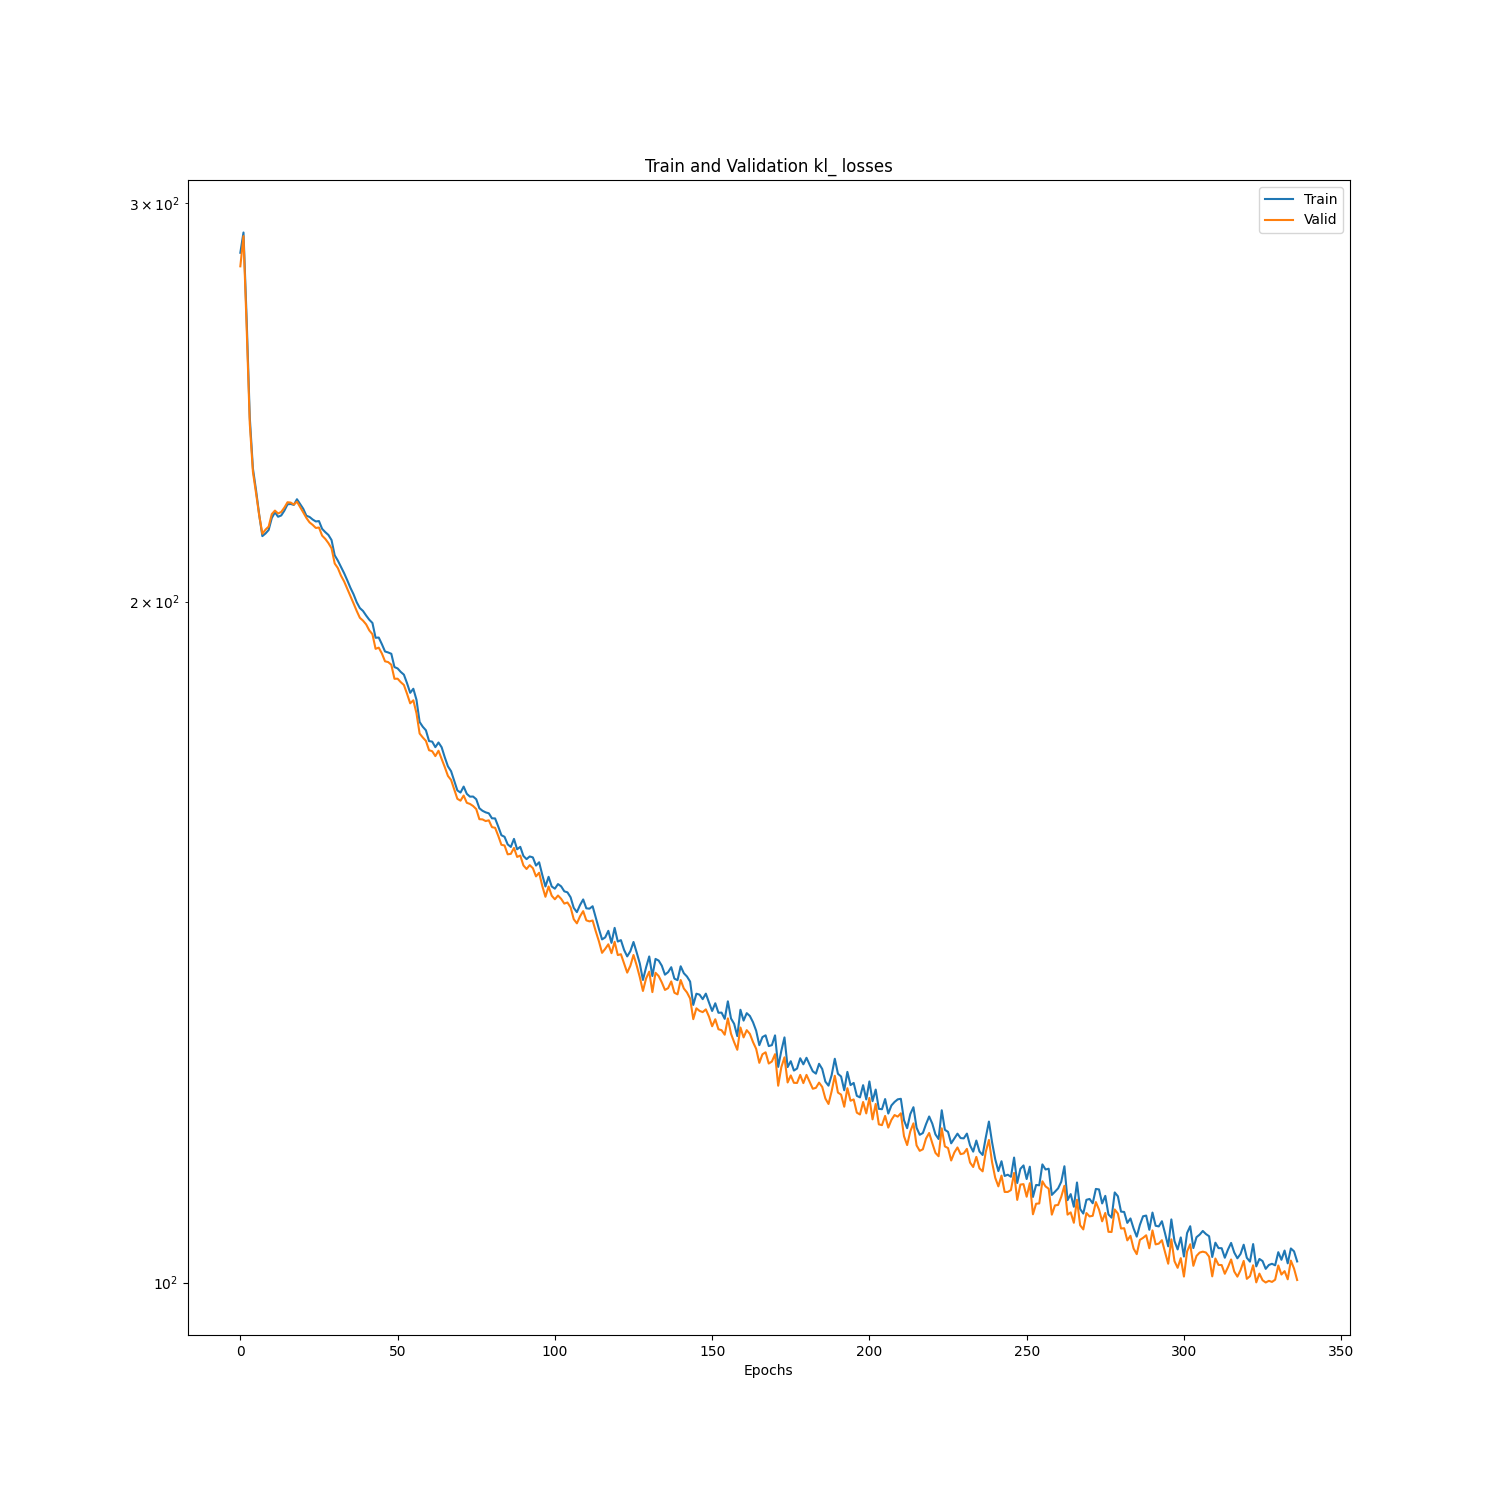 Train and Validation kl_ losses
3 × 10²
Train
Valid
2 × 10²
10²
0 50 100 150 200 250 300 350
Epochs